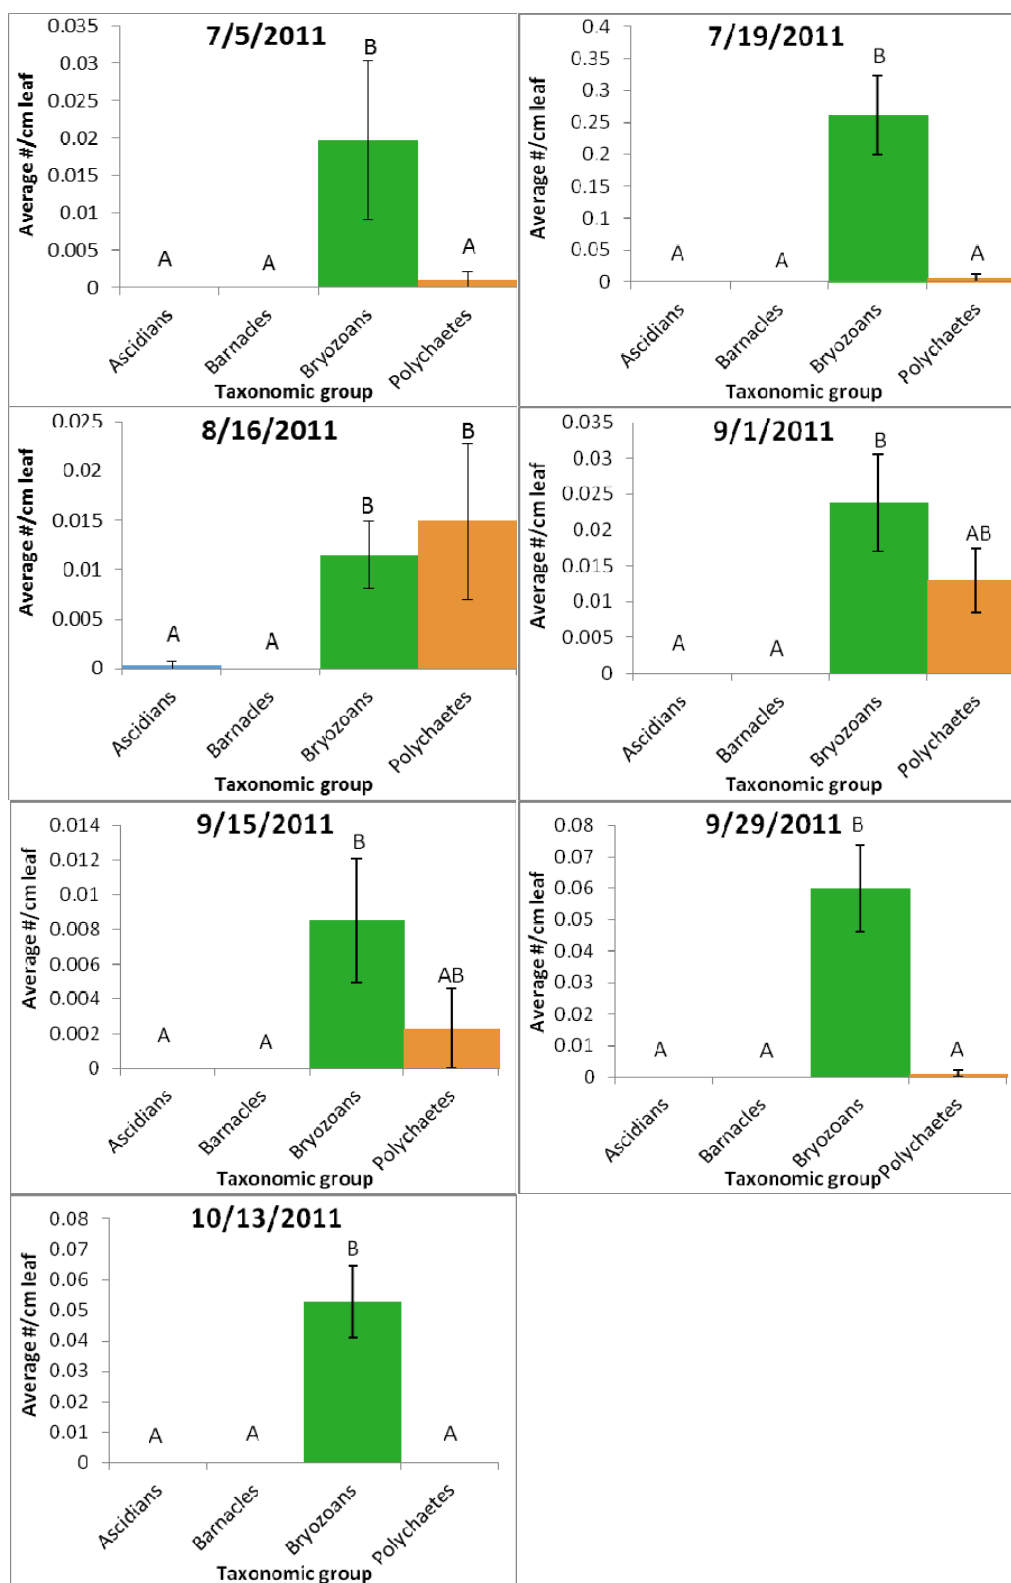 7/5/2011
Average #/cm leaf
0.035
0.03
0.025
0.02
0.015
0.01
0.005
0
A
A
B
A
Ascidians
Barnacles
Bryozoans
Polychaetes
Taxonomic group
7/19/2011
Average #/cm leaf
0.4
0.35
0.3
0.25
0.2
0.15
0.1
0.05
0
A
A
B
A
Ascidians
Barnacles
Bryozoans
Polychaetes
Taxonomic group
8/16/2011
Average #/cm leaf
0.025
0.02
0.015
0.01
0.005
0
A
A
B
B
Ascidians
Barnacles
Bryozoans
Polychaetes
Taxonomic group
9/1/2011
Average #/cm leaf
0.035
0.03
0.025
0.02
0.015
0.01
0.005
0
A
A
B
AB
Ascidians
Barnacles
Bryozoans
Polychaetes
Taxonomic group
9/15/2011
Average #/cm leaf
0.014
0.012
0.01
0.008
0.006
0.004
0.002
0
A
A
B
AB
Ascidians
Barnacles
Bryozoans
Polychaetes
Taxonomic group
9/29/2011
Average #/cm leaf
0.08
0.07
0.06
0.05
0.04
0.03
0.02
0.01
0
A
A
B
A
Ascidians
Barnacles
Bryozoans
Polychaetes
Taxonomic group
10/13/2011
Average #/cm leaf
0.08
0.07
0.06
0.05
0.04
0.03
0.02
0.01
0
A
A
B
A
Ascidians
Barnacles
Bryozoans
Polychaetes
Taxonomic group